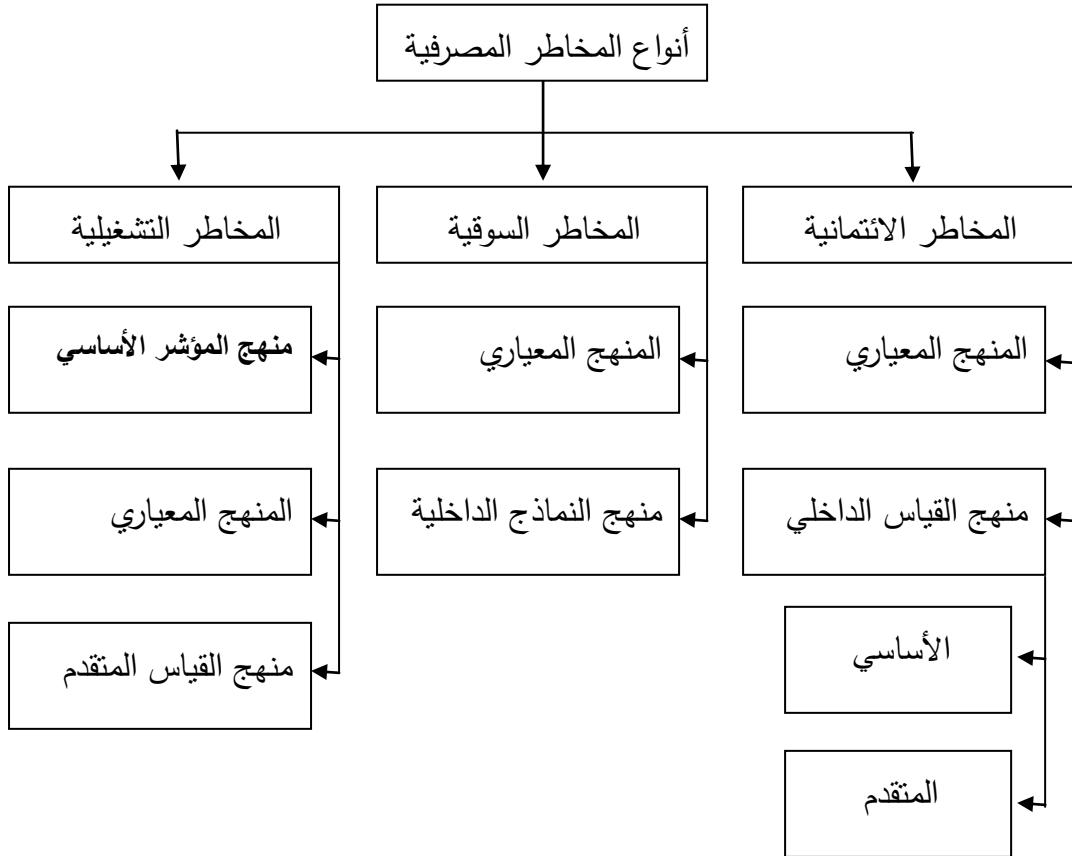 أنواع المخاطر المصرفية
المخاطر الائتمانية
المخاطر السوقية
المخاطر التشغيلية
المنهج المعياري
المنهج المعياري
منهج المؤشر الأساسي
منهج القياس الداخلي
منهج النماذج الداخلية
المنهج المعياري
الأساسي
منهج القياس المتقدم
المتقدم